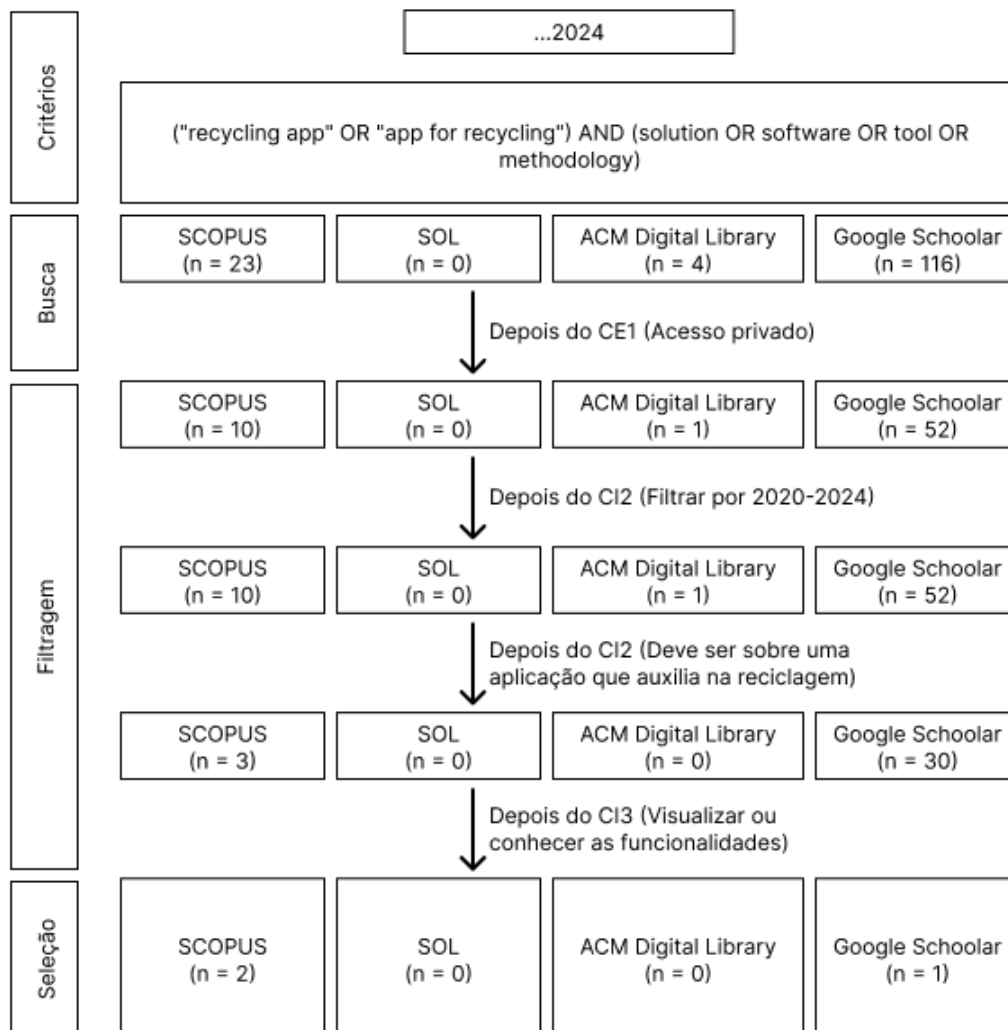 Critérios
...2024
("recycling app" OR "app for recycling") AND (solution OR software OR tool OR
methodology)
Busca
SCOPUS
(n = 23)
SOL
(n = 0)
ACM Digital Library
(n = 4)
Google Schoolar
(n = 116)
Depois do CE1 (Acesso privado)
Filtragem
SCOPUS
(n = 10)
SOL
(n = 0)
ACM Digital Library
(n = 1)
Google Schoolar
(n = 52)
Depois do CI2 (Filtrar por 2020-2024)
SCOPUS
(n = 10)
SOL
(n = 0)
ACM Digital Library
(n = 1)
Google Schoolar
(n = 52)
Depois do CI2 (Deve ser sobre uma
aplicação que auxilia na reciclagem)
SCOPUS
(n = 3)
SOL
(n = 0)
ACM Digital Library
(n = 0)
Google Schoolar
(n = 30)
Depois do CI3 (Visualizar ou
conhecer as funcionalidades)
Seleção
SCOPUS
(n = 2)
SOL
(n = 0)
ACM Digital Library
(n = 0)
Google Schoolar
(n = 1)